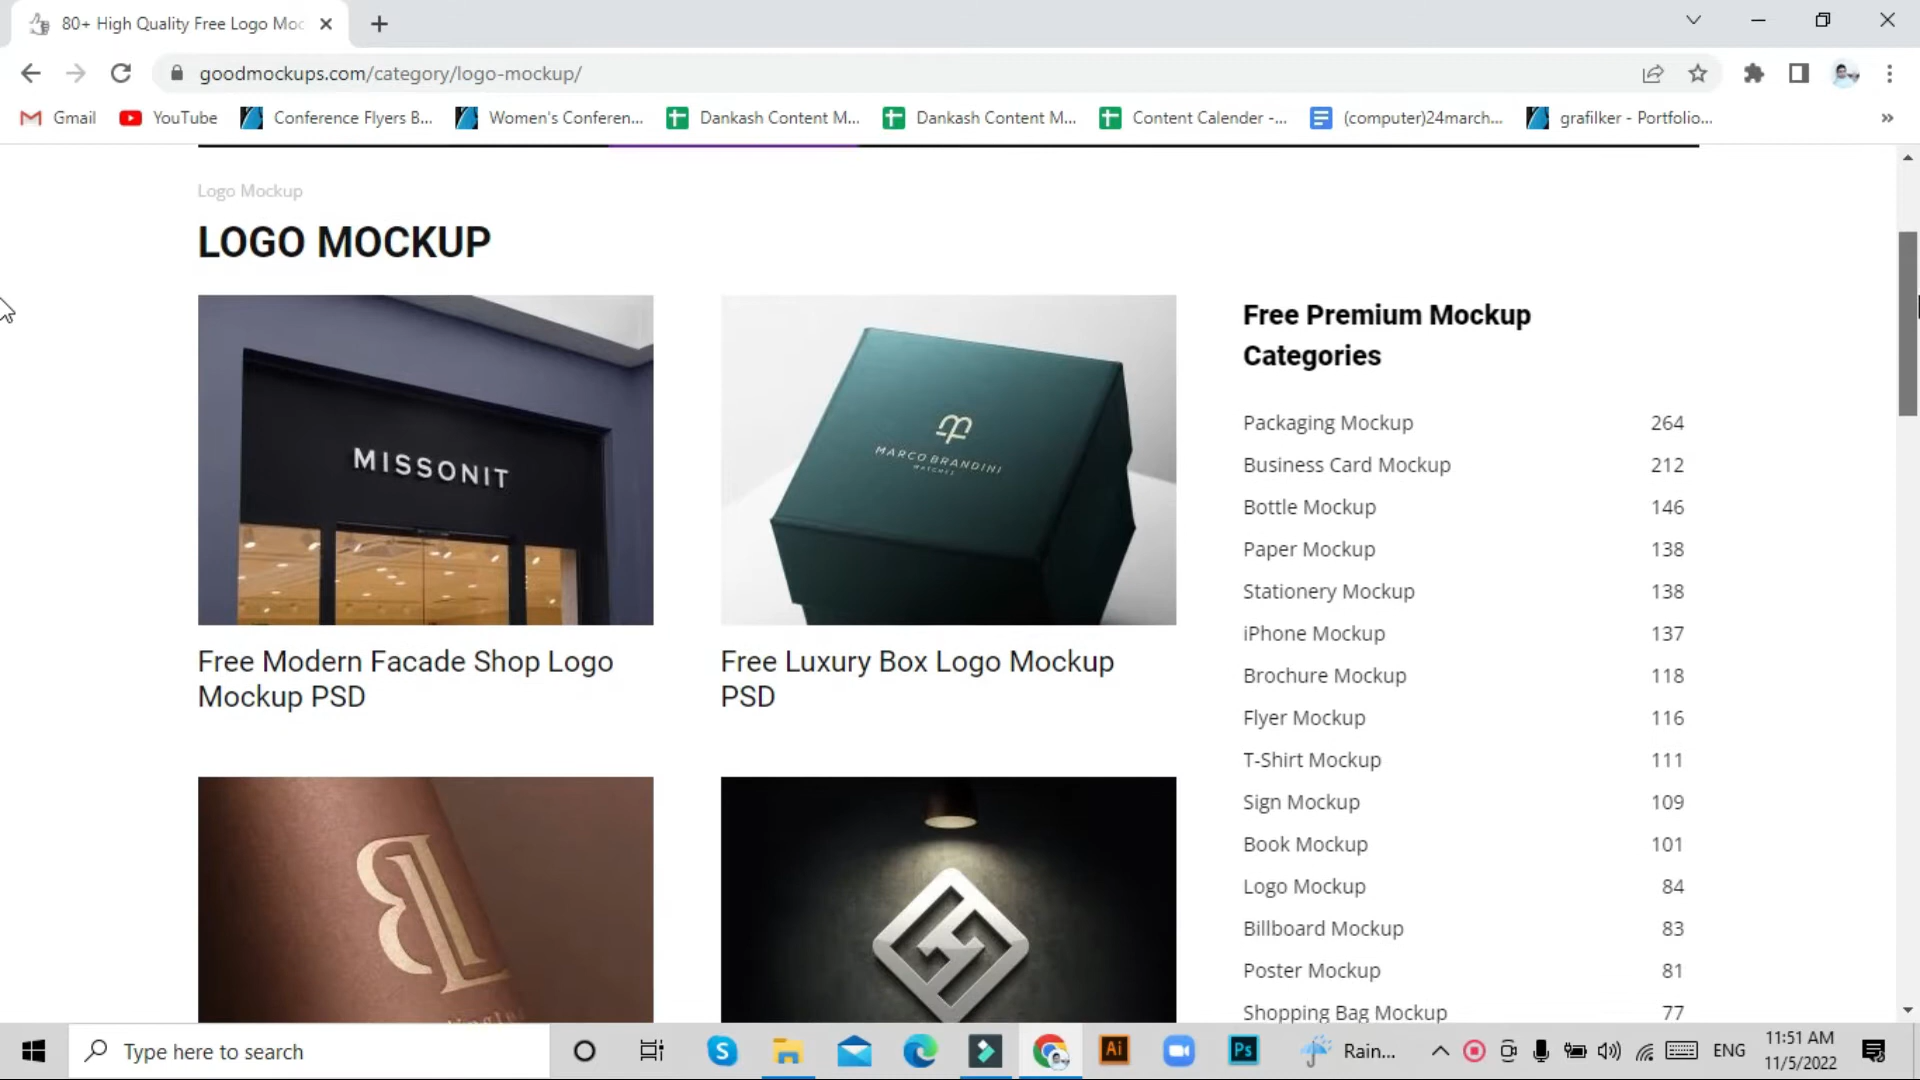 80+ High Quality Free Logo Moc
goodmockups.com/category/logo-mockup/
Gmail
YouTube
Conference Flyers B...
Women's Conferen...
Dankash Content M...
Dankash Content M...
Content Calender -...
(computer)24march...
grafilker - Portfolio...
»
Logo Mockup
LOGO MOCKUP
MISSONIT
Free Modern Facade Shop Logo
Mockup PSD
MARCO BRANDINI
WATCHES
Free Luxury Box Logo Mockup
PSD
BL
Free Premium Mockup
Categories
Packaging Mockup 264
Business Card Mockup 212
Bottle Mockup 146
Paper Mockup 138
Stationery Mockup 138
iPhone Mockup 137
Brochure Mockup 118
Flyer Mockup 116
T-Shirt Mockup 111
Sign Mockup 109
Book Mockup 101
Logo Mockup 84
Billboard Mockup 83
Poster Mockup 81
Shopping Bag Mockup 77
Type here to search
S
Ai
Ps
Rain...
ENG
11:51 AM
11/5/2022